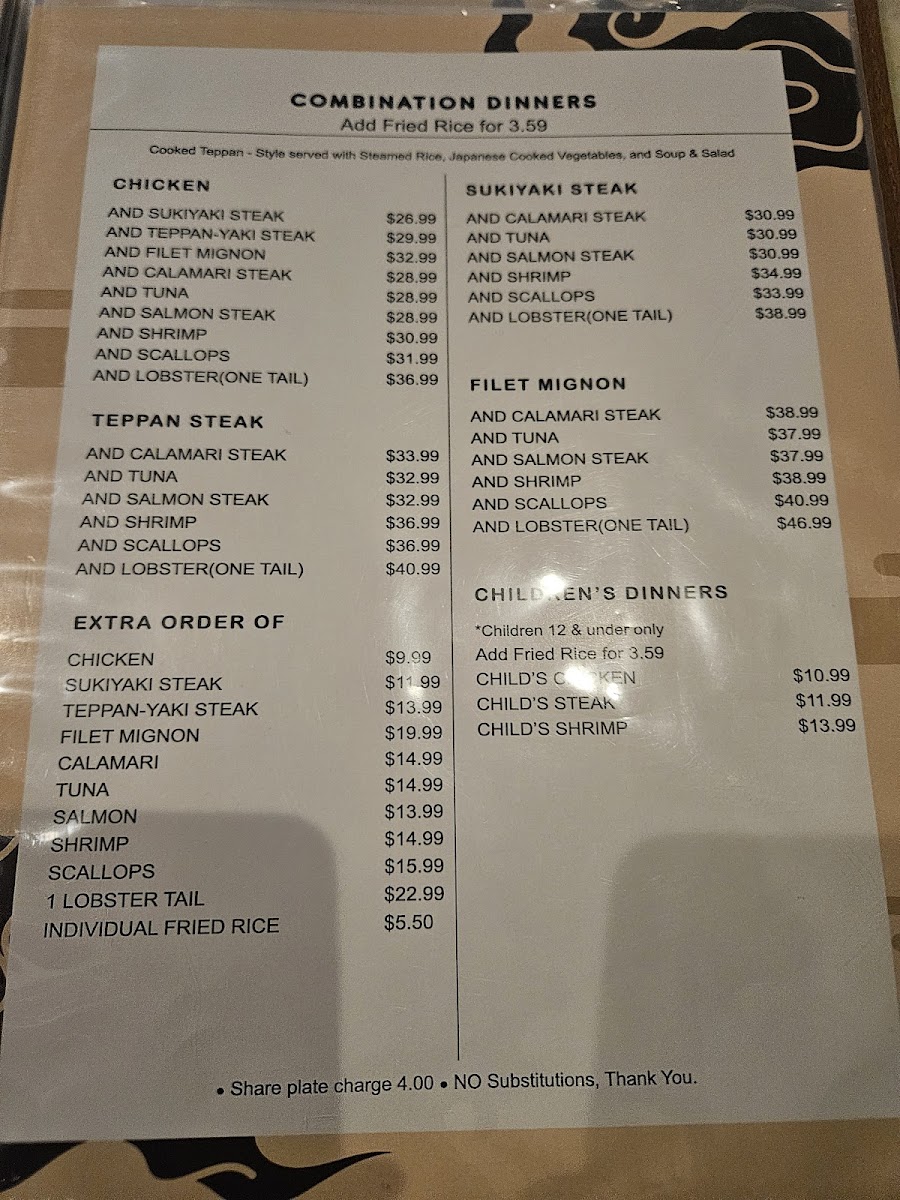 COMBINATION DINNERS
Add Fried Rice for 3.59
Cooked Teppan - Style served with Steamed Rice, Japanese Cooked Vegetables, and Soup & Salad
CHICKEN
AND SUKIYAKI STEAK $26.99
AND TEPPAN-YAKI STEAK $29.99
AND FILET MIGNON $32.99
AND CALAMARI STEAK $28.99
AND TUNA $28.99
AND SALMON STEAK $28.99
AND SHRIMP $30.99
AND SCALLOPS $31.99
AND LOBSTER(ONE TAIL) $36.99
TEPPAN STEAK
AND CALAMARI STEAK $33.99
AND TUNA $32.99
AND SALMON STEAK $32.99
AND SHRIMP $36.99
AND SCALLOPS $36.99
AND LOBSTER(ONE TAIL) $40.99
EXTRA ORDER OF
CHICKEN $9.99
SUKIYAKI STEAK $11.99
TEPPAN-YAKI STEAK $13.99
FILET MIGNON $19.99
CALAMARI $14.99
TUNA $14.99
SALMON $13.99
SHRIMP $14.99
SCALLOPS $15.99
1 LOBSTER TAIL $22.99
INDIVIDUAL FRIED RICE $5.50
SUKIYAKI STEAK
AND CALAMARI STEAK $30.99
AND TUNA $30.99
AND SALMON STEAK $30.99
AND SHRIMP $34.99
AND SCALLOPS $33.99
AND LOBSTER(ONE TAIL) $38.99
FILET MIGNON
AND CALAMARI STEAK $38.99
AND TUNA $37.99
AND SALMON STEAK $37.99
AND SHRIMP $38.99
AND SCALLOPS $40.99
AND LOBSTER(ONE TAIL) $46.99
CHILDREN'S DINNERS
*Children 12 & under only
Add Fried Rice for 3.59
CHILD'S CHICKEN $10.99
CHILD'S STEAK $11.99
CHILD'S SHRIMP $13.99
• Share plate charge 4.00 • NO Substitutions, Thank You.